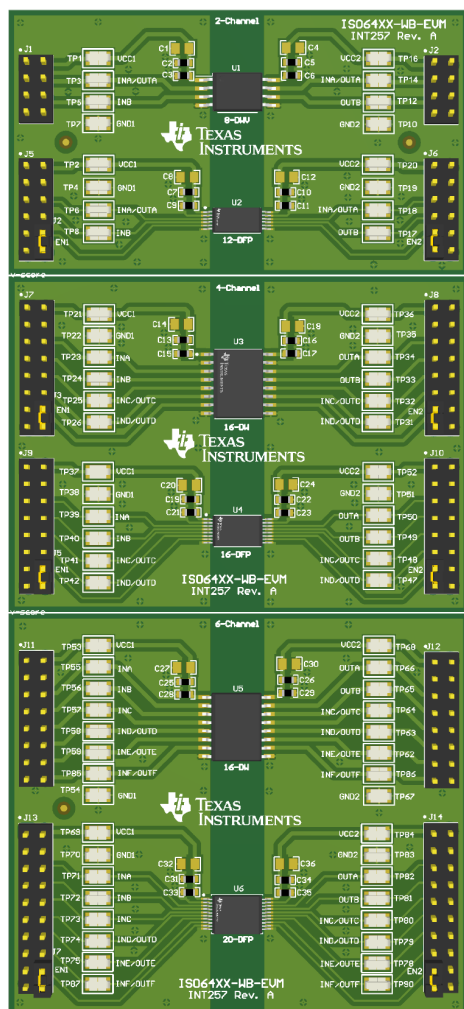 2-Channel
ISO64XX-WB-EVM
INT257 Rev. A
J1
TP1 VCC1
TP3 INA/OUTA
TP5 INB
TP7 GND1
C1
C2
C3
U1
8-DWV
C4
C5
C6
VCC2 TP16
INA/OUTA TP14
OUTB TP12
GND2 TP10
J2
TEXAS
INSTRUMENTS
J5
TP2 VCC1
TP4 GND1
TP6 INA/OUTA
TP8 INB
EN1
C8
C7
C9
U2
12-DFP
C12
C10
C11
VCC2 TP20
GND2 TP19
INA/OUTA TP18
OUTB TP17
J6
EN2
v-score
4-Channel
J7
TP21 VCC1
TP22 GND1
TP23 INA
TP24 INB
TP25 INC/OUTC
TP26 IND/OUTD
EN1
C14
C13
C15
U3
TEXAS
INSTRUMENTS
16-DW
C18
C16
C17
VCC2 TP36
GND2 TP35
OUTA TP34
OUTB TP33
INC/OUTC TP32
IND/OUTD TP31
J8
EN2
TEXAS
INSTRUMENTS
J9
TP37 VCC1
TP38 GND1
TP39 INA
TP40 INB
TP41 INC/OUTC
TP42 IND/OUTD
EN1
C20
C19
C21
U4
16-DFP
C24
C22
C23
VCC2 TP52
GND2 TP51
OUTA TP50
OUTB TP49
INC/OUTC TP48
IND/OUTD TP47
J10
EN2
ISO64XX-WB-EVM
INT257 Rev. A
v-score
6-Channel
J11
TP53 VCC1
TP55 INA
TP56 INB
TP57 INC
TP58 IND/OUTD
TP59 INE/OUTE
TP85 INF/OUTF
TP54 GND1
C27
C25
C28
U5
16-DW
C30
C26
C29
VCC2 TP68
OUTA TP66
OUTB TP65
INC/OUTC TP64
IND/OUTD TP63
INE/OUTE TP62
INF/OUTF TP86
GND2 TP67
J12
TEXAS
INSTRUMENTS
J13
TP69 VCC1
TP70 GND1
TP71 INA
TP72 INB
TP73 INC
TP74 IND/OUTD
TP75 INE/OUTE
TP87 INF/OUTF
EN1
C32
C31
C33
U6
20-DFP
C36
C34
C35
VCC2 TP84
GND2 TP83
OUTA TP82
OUTB TP81
INC/OUTC TP80
IND/OUTD TP79
INE/OUTE TP78
INF/OUTF TP90
J14
EN2
ISO64XX-WB-EVM
INT257 Rev. A